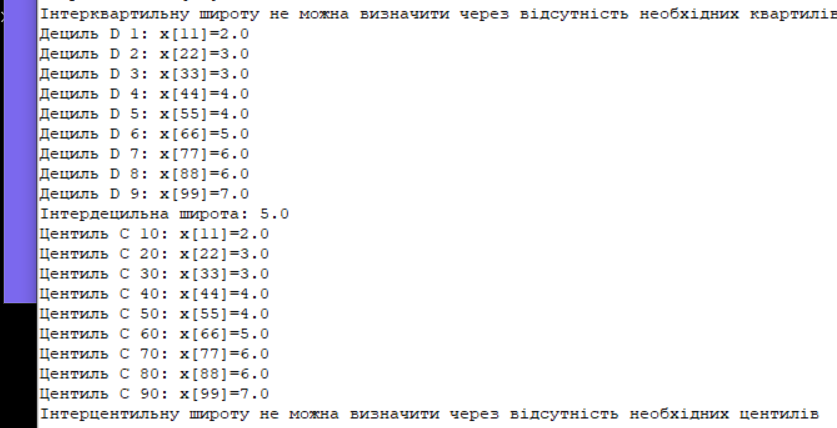 Інтерквартильну широту не можна визначити через відсутність необхідних квартилів
Дециль D 1: x[11]=2.0
Дециль D 2: x[22]=3.0
Дециль D 3: x[33]=3.0
Дециль D 4: x[44]=4.0
Дециль D 5: x[55]=4.0
Дециль D 6: x[66]=5.0
Дециль D 7: x[77]=6.0
Дециль D 8: x[88]=6.0
Дециль D 9: x[99]=7.0
Інтердецильна широта: 5.0
Центиль C 10: x[11]=2.0
Центиль C 20: x[22]=3.0
Центиль C 30: x[33]=3.0
Центиль C 40: x[44]=4.0
Центиль C 50: x[55]=4.0
Центиль C 60: x[66]=5.0
Центиль C 70: x[77]=6.0
Центиль C 80: x[88]=6.0
Центиль C 90: x[99]=7.0
Інтерцентильну широту не можна визначити через відсутність необхідних центилів